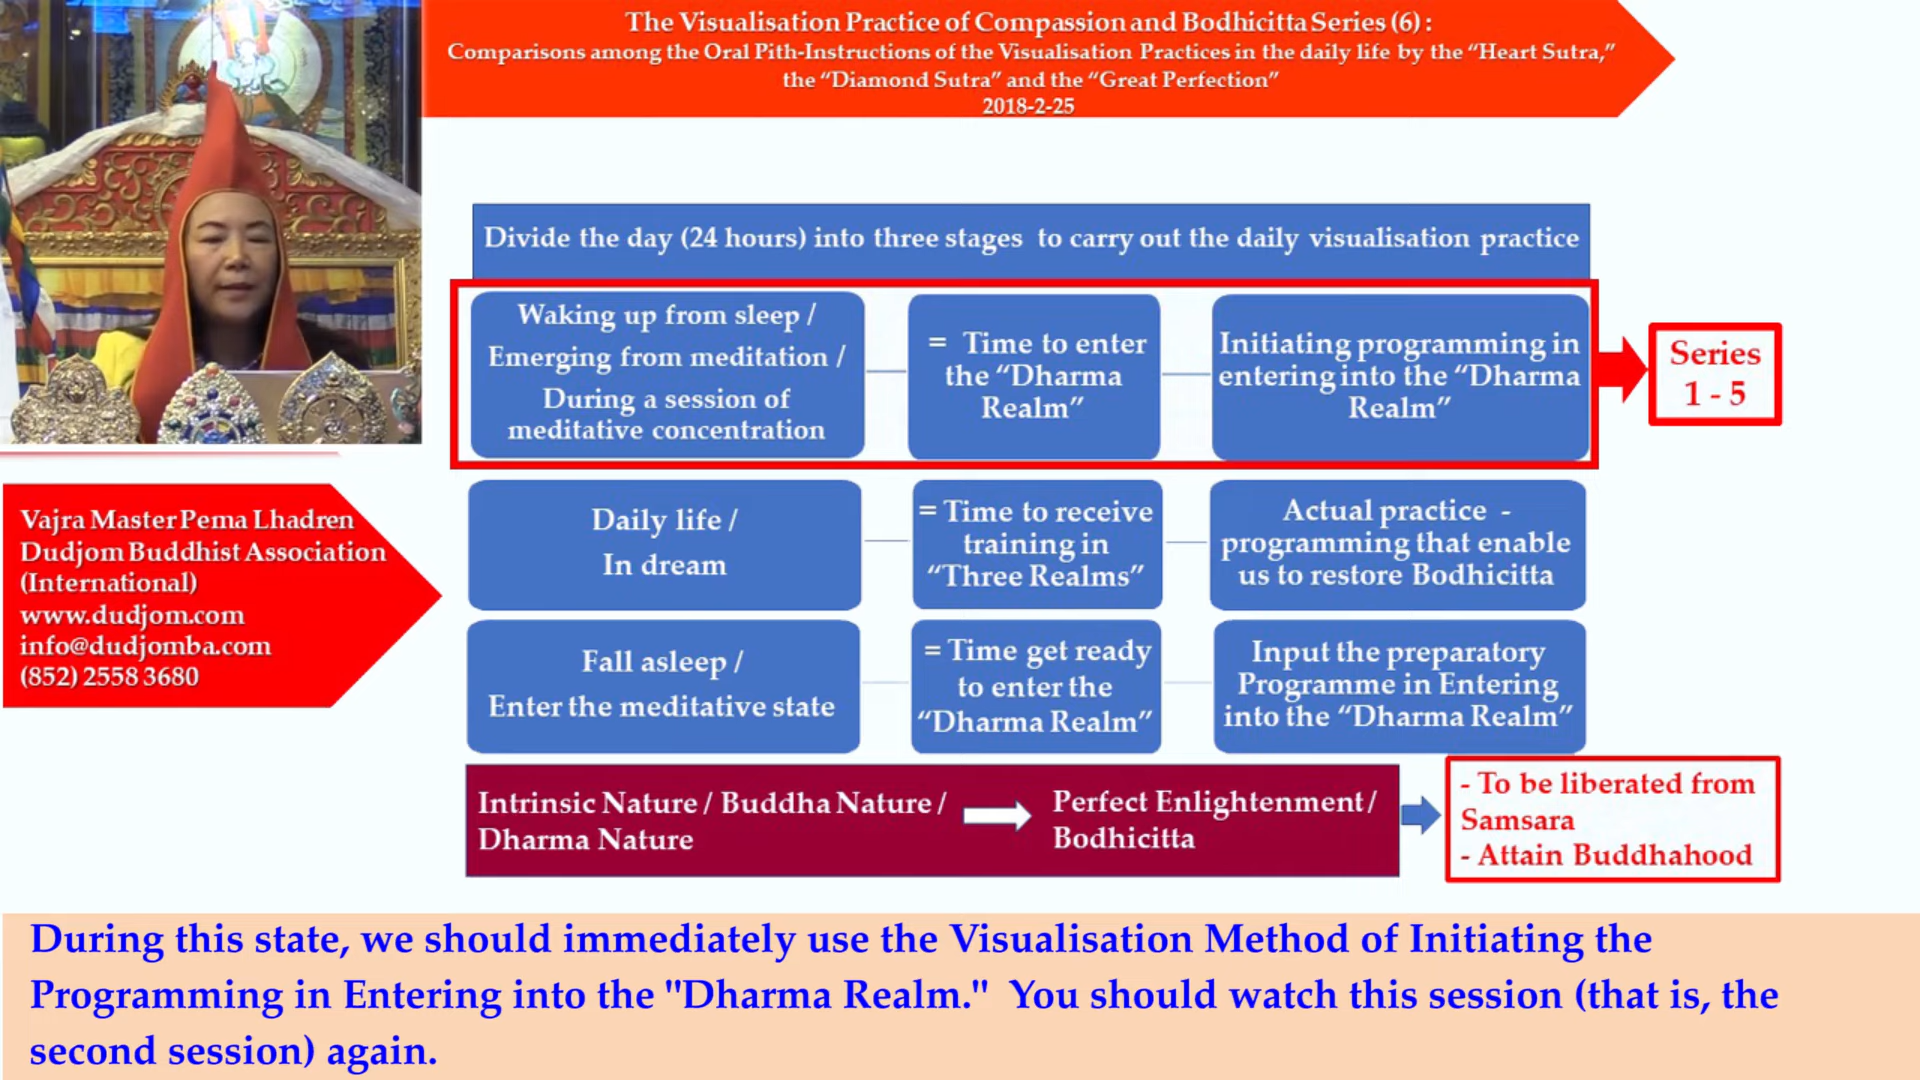 The Visualisation Practice of Compassion and Bodhicitta Series (6) :
Comparisons among the Oral Pith-Instructions of the Visualisation Practices in the daily life by the “Heart Sutra,”
the “Diamond Sutra” and the “Great Perfection”
2018-2-25
Divide the day (24 hours) into three stages to carry out the daily visualisation practice
Waking up from sleep /
Emerging from meditation /
During a session of
meditative concentration
= Time to enter
the “Dharma
Realm”
Initiating programming in
entering into the “Dharma
Realm”
Series
1 - 5
Vajra Master Pema Lhadren
Dudjom Buddhist Association
(International)
www.dudjom.com
info@dudjomba.com
(852) 2558 3680
Daily life /
In dream
= Time to receive
training in
“Three Realms”
Actual practice -
programming that enable
us to restore Bodhicitta
Fall asleep /
Enter the meditative state
= Time get ready
to enter the
“Dharma Realm”
Input the preparatory
Programme in Entering
into the “Dharma Realm”
Intrinsic Nature / Buddha Nature /
Dharma Nature
Perfect Enlightenment /
Bodhicitta
- To be liberated from
Samsara
- Attain Buddhahood
During this state, we should immediately use the Visualisation Method of Initiating the
Programming in Entering into the "Dharma Realm." You should watch this session (that is, the
second session) again.